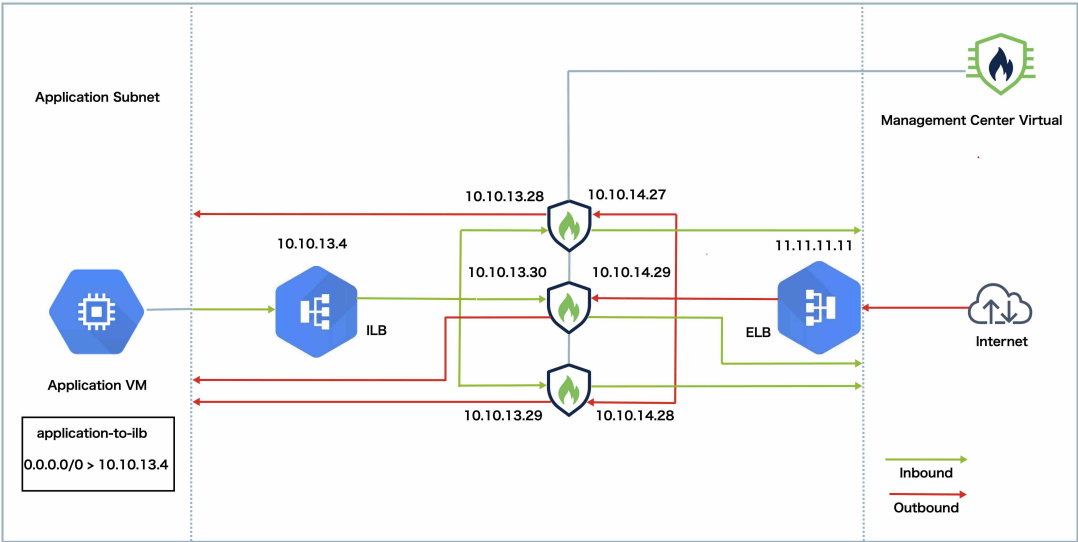 Application Subnet
Management Center Virtual
10.10.13.28
10.10.14.27
10.10.13.4
11.11.11.11
10.10.13.30
10.10.14.29
ILB
ELB
Internet
Application VM
10.10.13.29
10.10.14.28
application-to-ilb
0.0.0.0/0 > 10.10.13.4
Inbound
Outbound